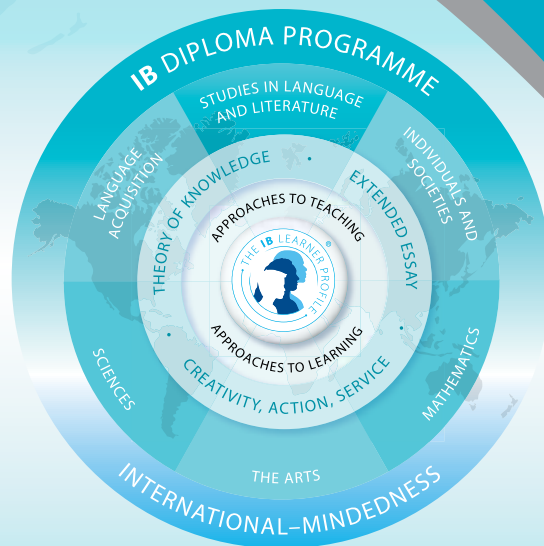 IB DIPLOMA PROGRAMME
STUDIES IN LANGUAGE
AND LITERATURE
LANGUAGE
ACQUISITION
INDIVIDUALS AND
SOCIETIES
THEORY OF KNOWLEDGE
EXTENDED ESSAY
APPROACHES TO TEACHING
THE IB LEARNER PROFILE®
APPROACHES TO LEARNING
CREATIVITY, ACTION, SERVICE
SCIENCES
MATHEMATICS
THE ARTS
INTERNATIONAL–MINDEDNESS